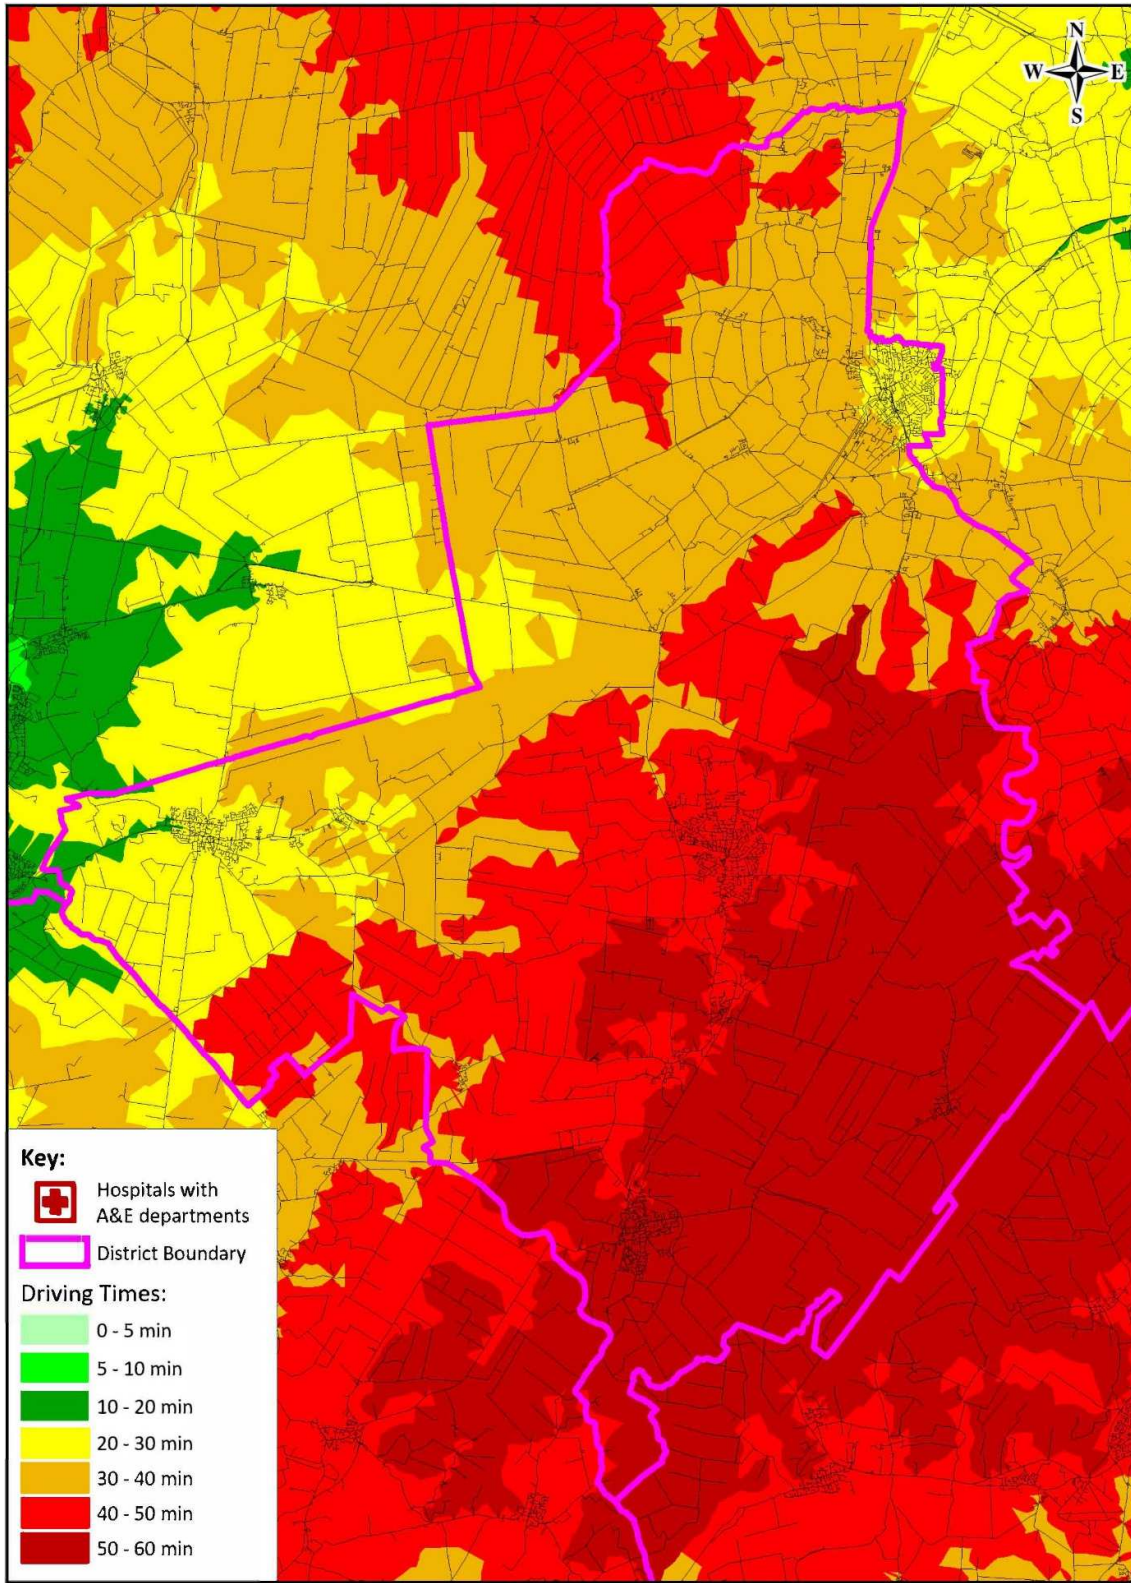 N
W E
S
Key:
Hospitals with
A&E departments
District Boundary
Driving Times:
0 - 5 min
5 - 10 min
10 - 20 min
20 - 30 min
30 - 40 min
40 - 50 min
50 - 60 min